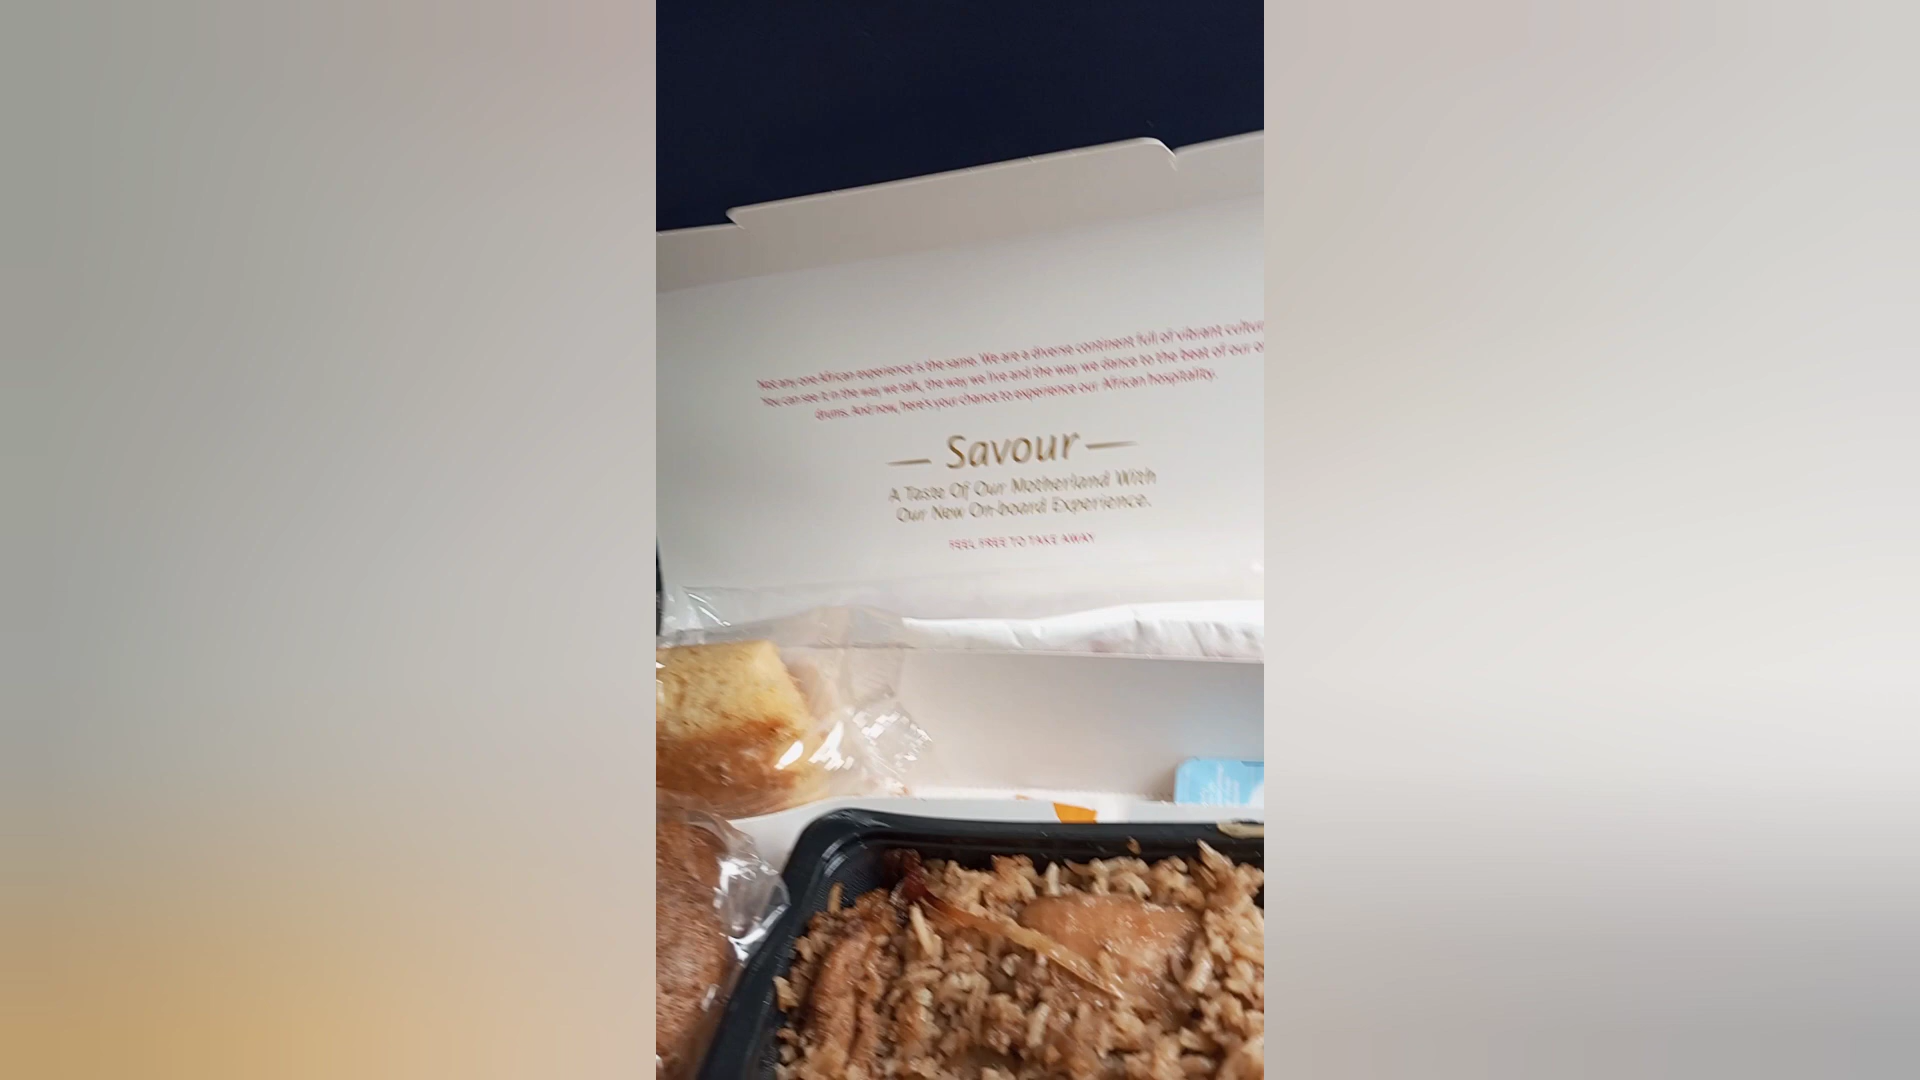 Not any one African experience is the same. We are a diverse continent full of vibrant
You can see it in the way we talk, the way we live and the way we dance to the beat of our
drums. And now, here's your chance to experience our African hospitality.
Savour
A Taste Of Our Motherland With
Our New On-board Experience.
FEEL FREE TO TAKE AWAY